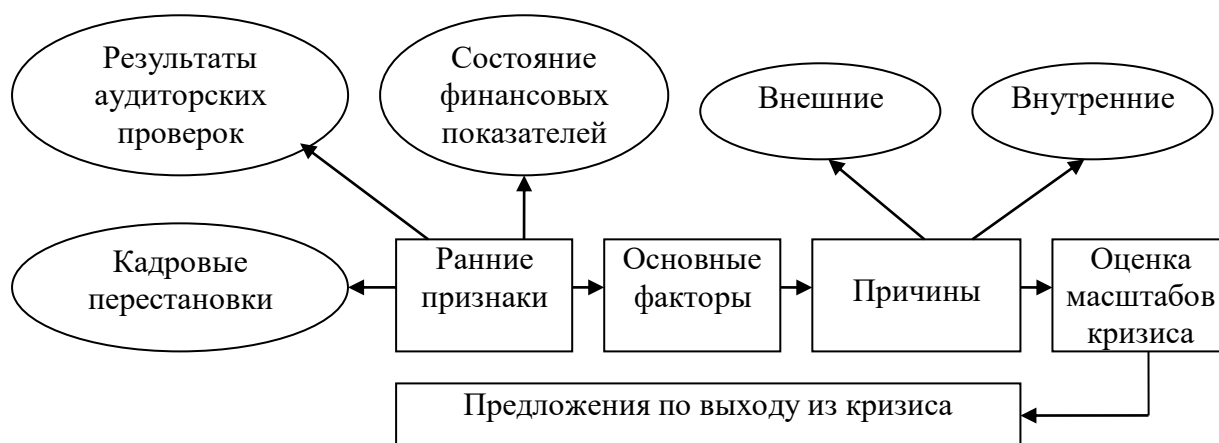 Результаты
аудиторских
проверок
Состояние
финансовых
показателей
Внешние
Внутренние
Кадровые
перестановки
Ранние
признаки
Основные
факторы
Причины
Оценка
масштабов
кризиса
Предложения по выходу из кризиса